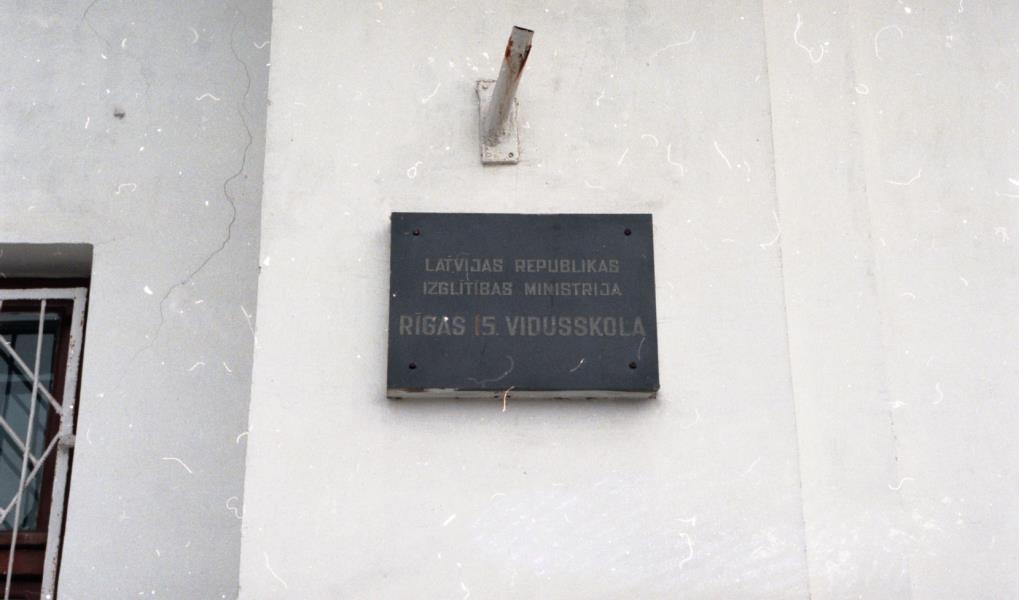 LATVIJAS REPUBLIKAS
IZGLĪTĪBAS MINISTRIJA
RĪGAS 15. VIDUSSKOLA